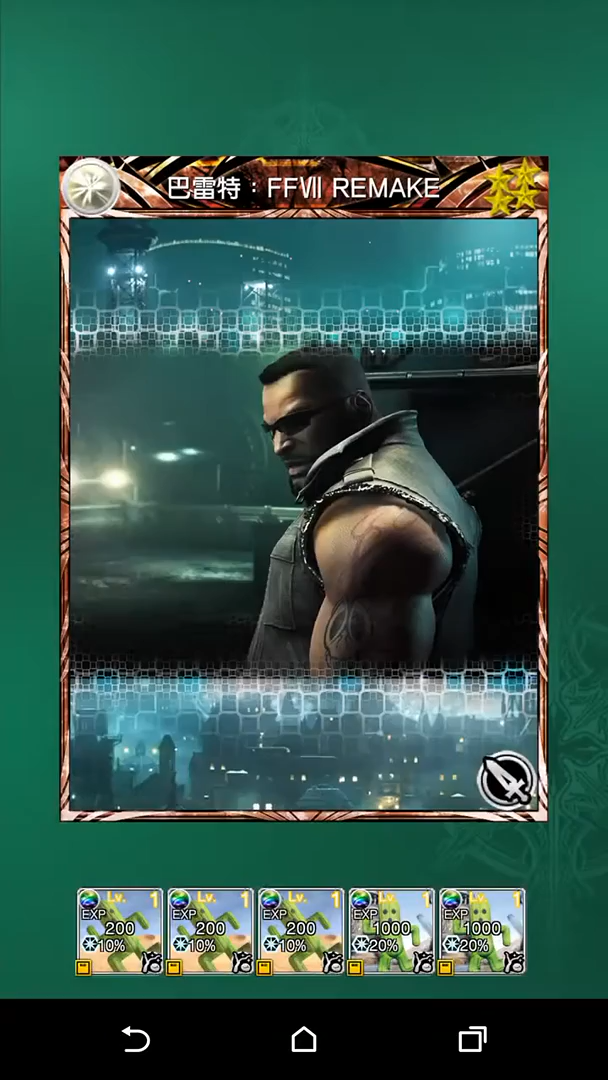 巴雷特：FFVII REMAKE
Lv. 1 Lv. 1 Lv. 1 Lv. 1 Lv. 1
EXP EXP EXP EXP EXP
200 200 200 1000 1000
10% 10% 10% 20% 20%